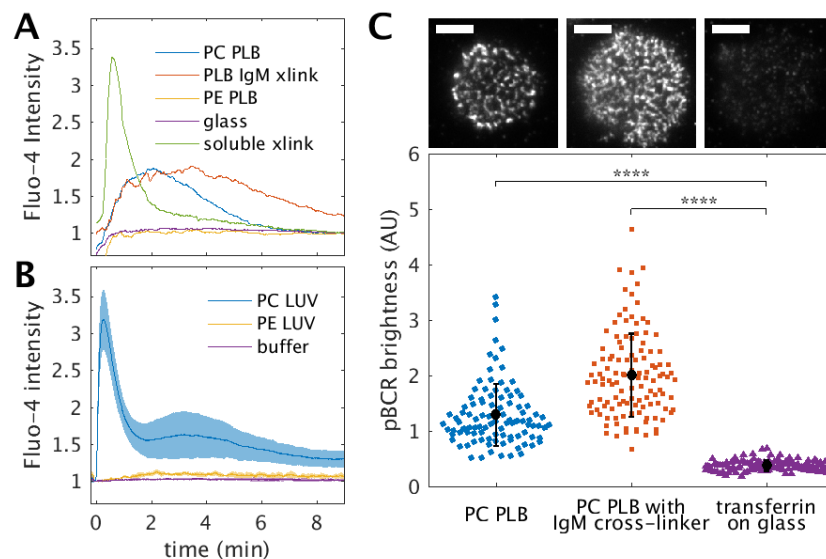 A
3.5
3
2.5
2
1.5
1
Fluo-4 Intensity
PC PLB
PLB IgM xlink
PE PLB
glass
soluble xlink
B
3.5
3
2.5
2
1.5
1
Fluo-4 intensity
PC LUV
PE LUV
buffer
0 2 4 6 8
time (min)
C
6
5
4
3
2
1
0
pBCR brightness (AU)
****
****
PC PLB
PC PLB with
IgM cross-linker
transferrin
on glass